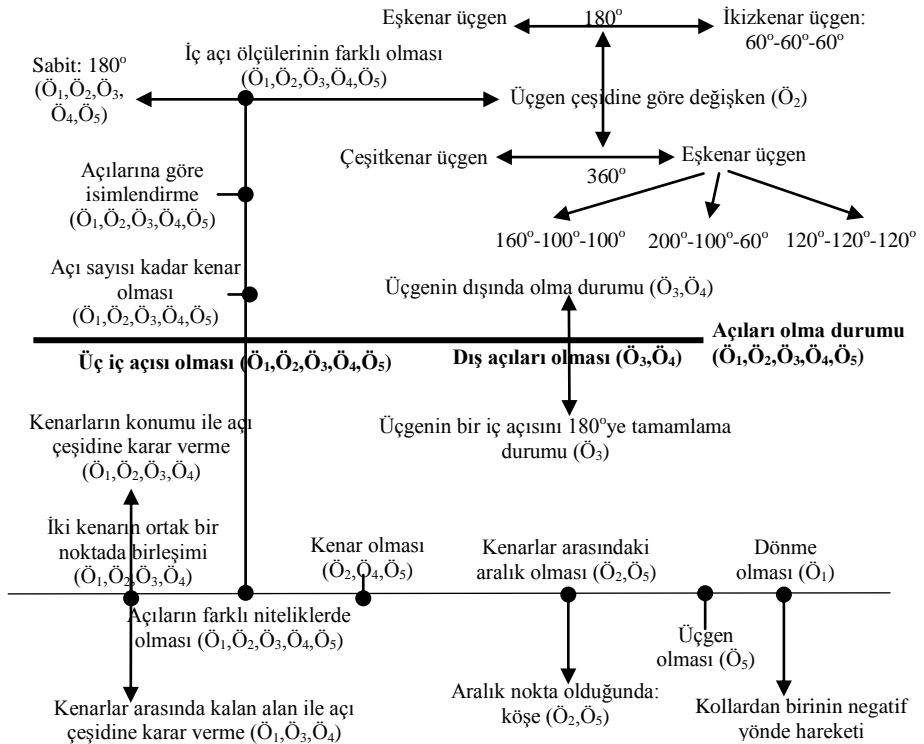 Eşkenar üçgen
180°
İkizkenar üçgen:
60°-60°-60°
İç açı ölçülerinin farklı olması
(Ö1,Ö2,Ö3,Ö4,Ö5)
Sabit: 180°
(Ö1,Ö2,Ö3,
Ö4,Ö5)
Üçgen çeşidine göre değişken (Ö2)
Çeşitkenar üçgen
360°
Eşkenar üçgen
Açılarına göre
isimlendirme
(Ö1,Ö2,Ö3,Ö4,Ö5)
160°-100°-100°
200°-100°-60°
120°-120°-120°
Açı sayısı kadar kenar
olması
(Ö1,Ö2,Ö3,Ö4,Ö5)
Üçgenin dışında olma durumu (Ö3,Ö4)
Üç iç açısı olması (Ö1,Ö2,Ö3,Ö4,Ö5)
Dış açıları olması (Ö3,Ö4)
Açıları olma durumu
(Ö1,Ö2,Ö3,Ö4,Ö5)
Kenarların konumu ile açı
çeşidine karar verme
(Ö1,Ö2,Ö3,Ö4)
Üçgenin bir iç açısını 180°ye tamamlama
durumu (Ö3)
İki kenarın ortak bir
noktada birleşimi
(Ö1,Ö2,Ö3,Ö4)
Kenar olması
(Ö2,Ö4,Ö5)
Kenarlar arasındaki
aralık olması (Ö2,Ö5)
Dönme
olması (Ö1)
Açıların farklı niteliklerde
olması (Ö1,Ö2,Ö3,Ö4,Ö5)
Üçgen
olması (Ö5)
Kenarlar arasında kalan alan ile açı
çeşidine karar verme (Ö1,Ö3,Ö4)
Aralık nokta olduğunda:
köşe (Ö2,Ö5)
Kollardan birinin negatif
yönde hareketi